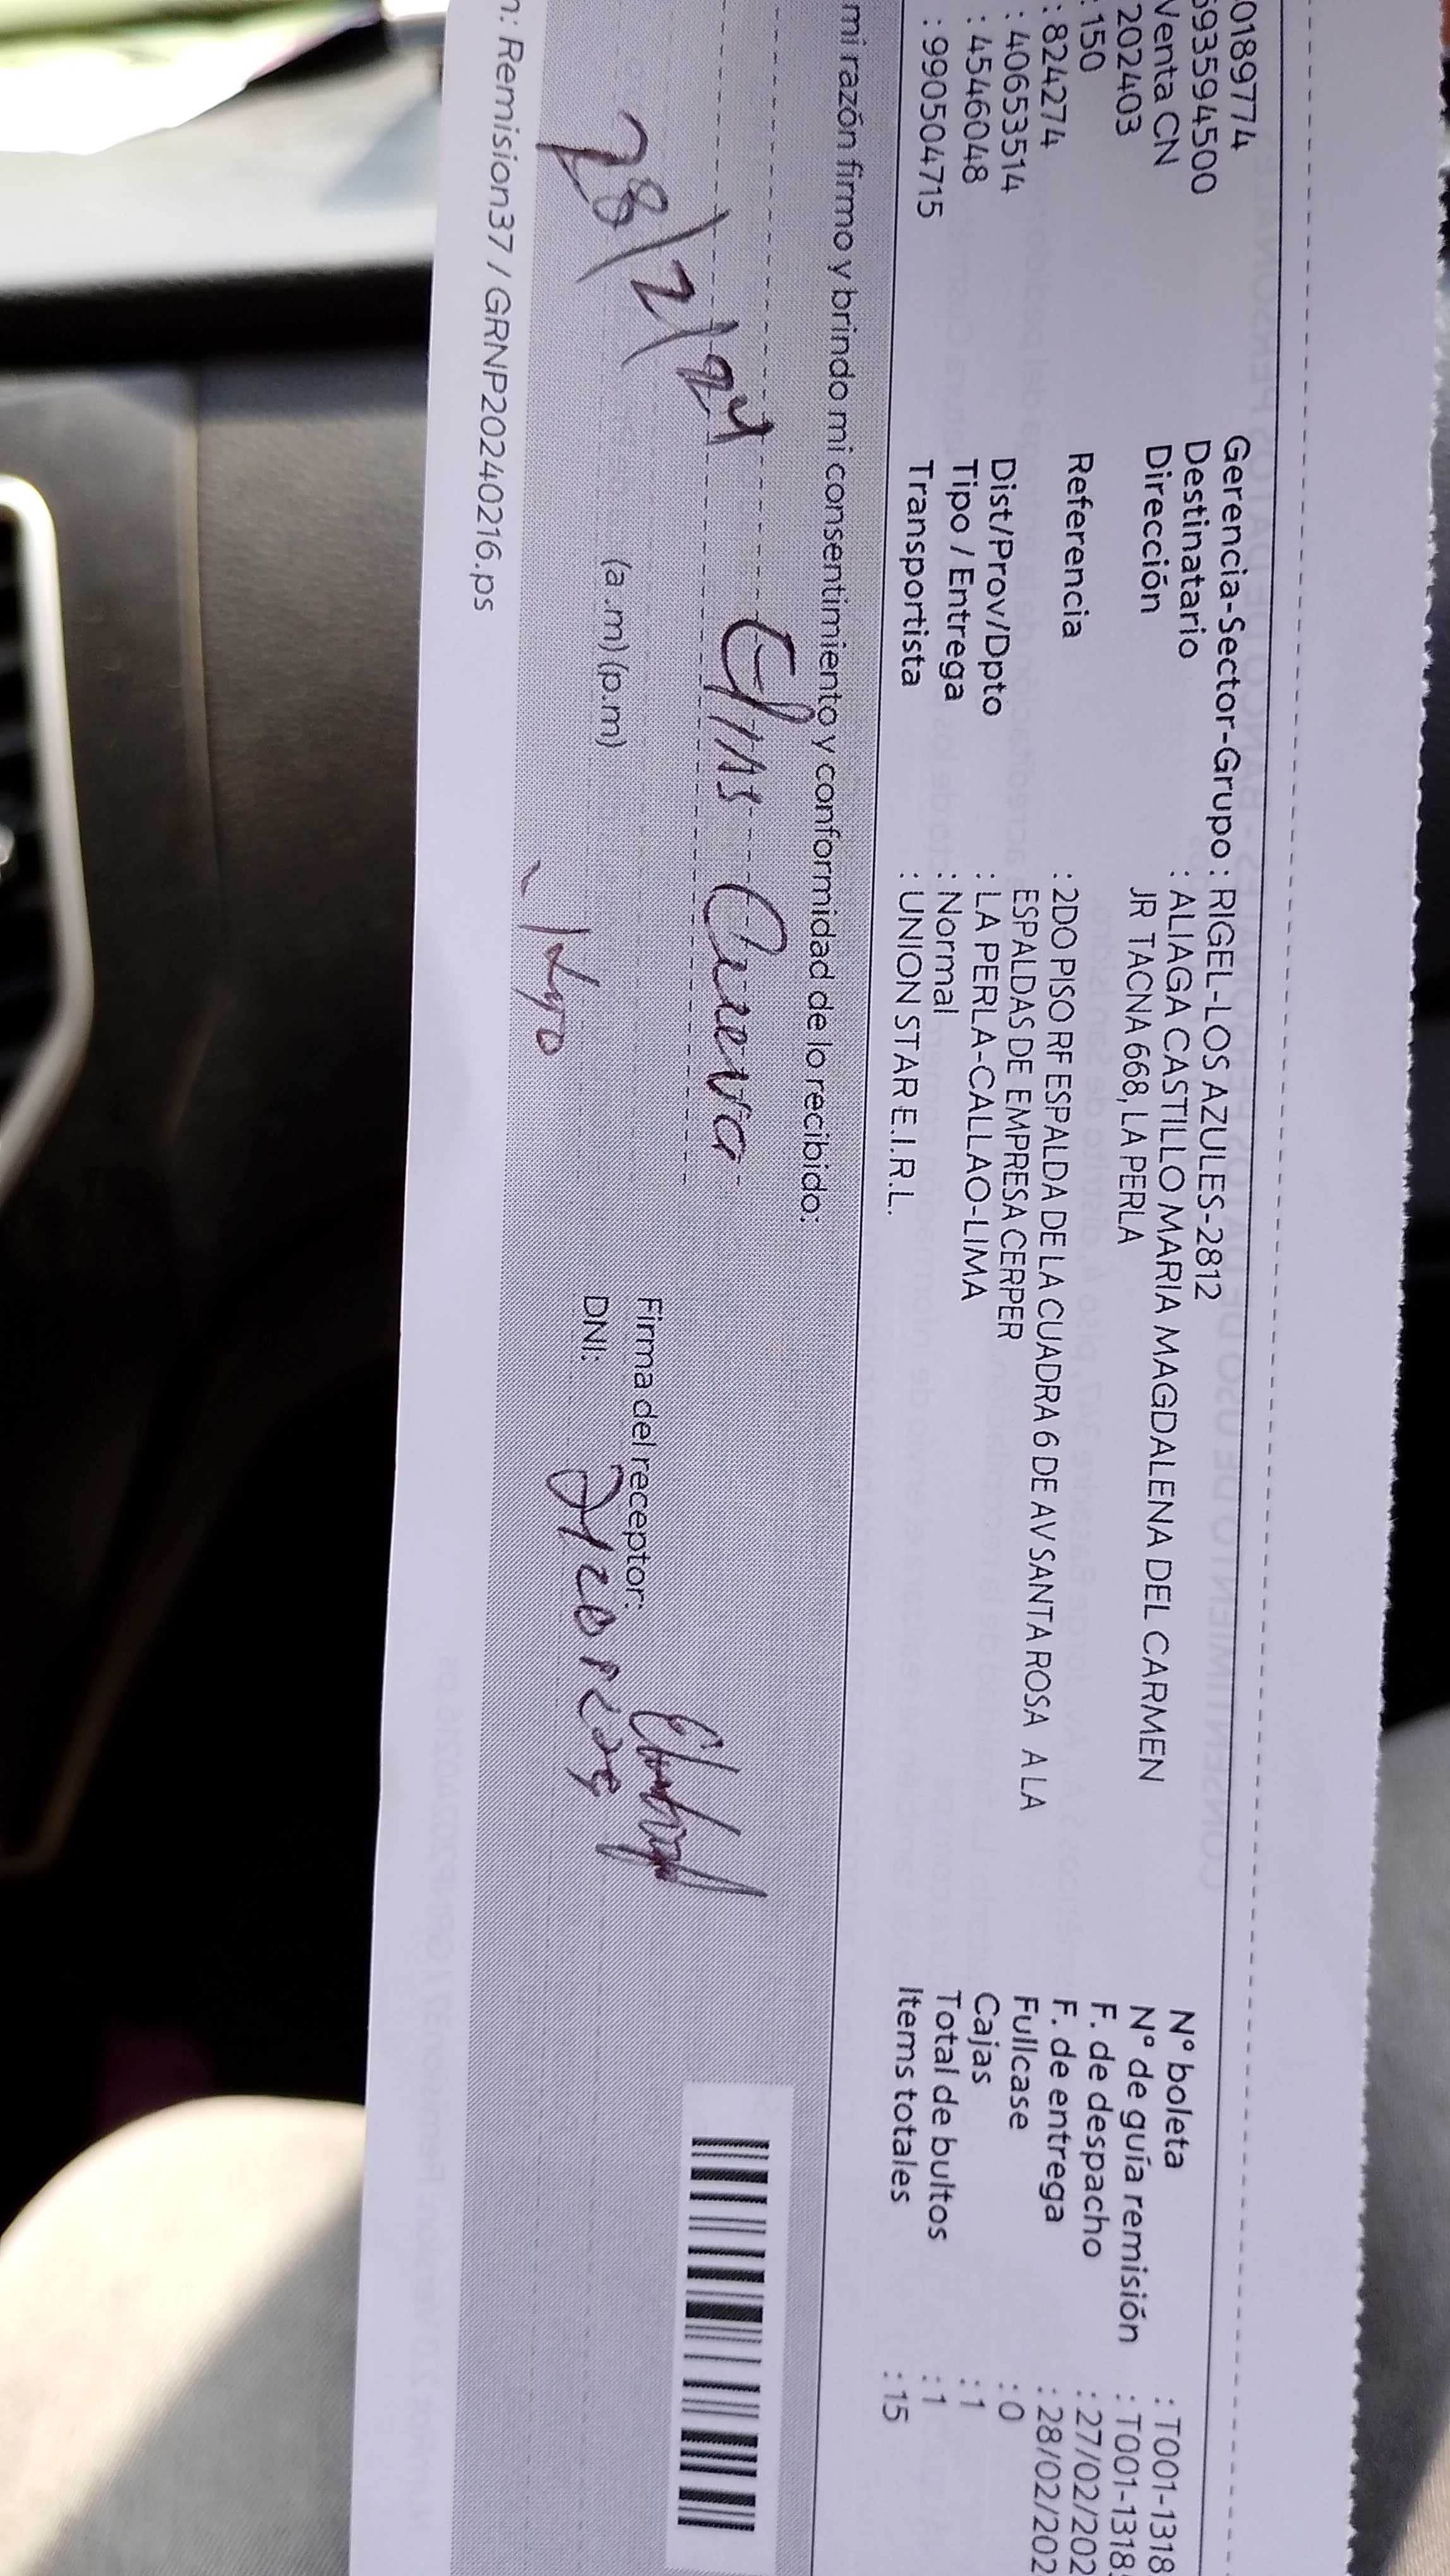 01897774
6935945​00
Venta CN
202403
: 150
: 824274
: 40653514
: 4546048
: 990504715
Gerencia-Sector-Grupo : RIGEL-LOS AZULES-2812
Destinatario : ALIAGA CASTILLO MARIA MAGDALENA DEL CARMEN
Dirección JR TACNA 668, LA PERLA
Referencia : 2DO PISO RF ESPALDA DE LA CUADRA 6 DE AV SANTA ROSA A LA
ESPALDAS DE EMPRESA CERPER
Dist/Prov/Dpto : LA PERLA-CALLAO-LIMA
Tipo / Entrega : Normal
Transportista : UNION STAR E.I.R.L.
N° boleta : T001-1318
N° de guía remisión : T001-1318
F. de despacho : 27/02/202
F. de entrega : 28/02/202
Fullcase : 0
Cajas : 1
Total de bultos : 1
Items totales : 15
mi razón firmo y brindo mi consentimiento y conformidad de lo recibido:
Elias Cueva
28/2/24
(a.m) (p.m)
Firma del receptor:
DNI:
n: Remision37 / GRNP20240216.ps